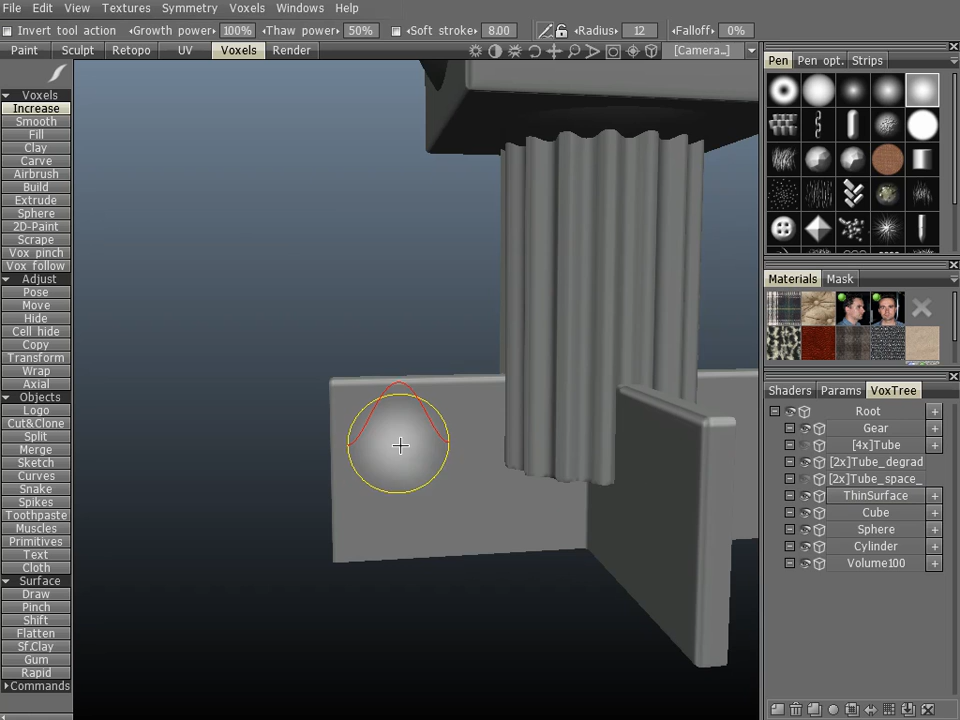 File Edit View Textures Symmetry Voxels Windows Help
Invert tool action Growth power 100% Thaw power 50% Soft stroke 8.00 Radius 12 Falloff 0%
Paint Sculpt Retopo UV Voxels Render [Camera...]
Voxels
Increase
Smooth
Fill
Clay
Carve
Airbrush
Build
Extrude
Sphere
2D-Paint
Scrape
Vox pinch
Vox follow
Adjust
Pose
Move
Hide
Cell hide
Copy
Transform
Wrap
Axial
Objects
Logo
Cut&Clone
Split
Merge
Sketch
Curves
Snake
Spikes
Toothpaste
Muscles
Primitives
Text
Cloth
Surface
Draw
Pinch
Shift
Flatten
Sf.Clay
Gum
Rapid
Commands
Pen Pen opt. Strips
Materials Mask
Shaders Params VoxTree
Root +
Gear +
[4x]Tube +
[2x]Tube_degrad
[2x]Tube_space_
ThinSurface +
Cube +
Sphere +
Cylinder +
Volume100 +